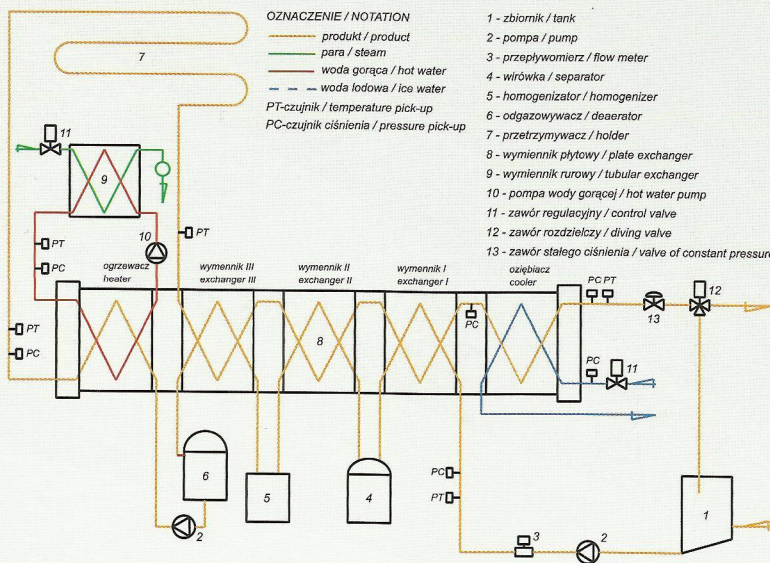 OZNACZENIE / NOTATION
produkt / product
para / steam
woda gorąca / hot water
woda lodowa / ice water
PT-czujnik / temperature pick-up
PC-czujnik ciśnienia / pressure pick-up
1 - zbiornik / tank
2 - pompa / pump
3 - przepływomierz / flow meter
4 - wirówka / separator
5 - homogenizator / homogenizer
6 - odgazowywacz / deaerator
7 - przetrzymywacz / holder
8 - wymiennik płytowy / plate exchanger
9 - wymiennik rurowy / tubular exchanger
10 - pompa wody gorącej / hot water pump
11 - zawór regulacyjny / control valve
12 - zawór rozdzielczy / diving valve
13 - zawór stałego ciśnienia / valve of constant pressure
7
11
9
10
PT
PT
PC
ogrzewacz
heater
wymiennik III
exchanger III
wymiennik II
exchanger II
wymiennik I
exchanger I
oziębiacz
cooler
PC PT
12
13
PC
8
PT
PC
PC
11
6
5
4
2
PC
PT
3
2
1